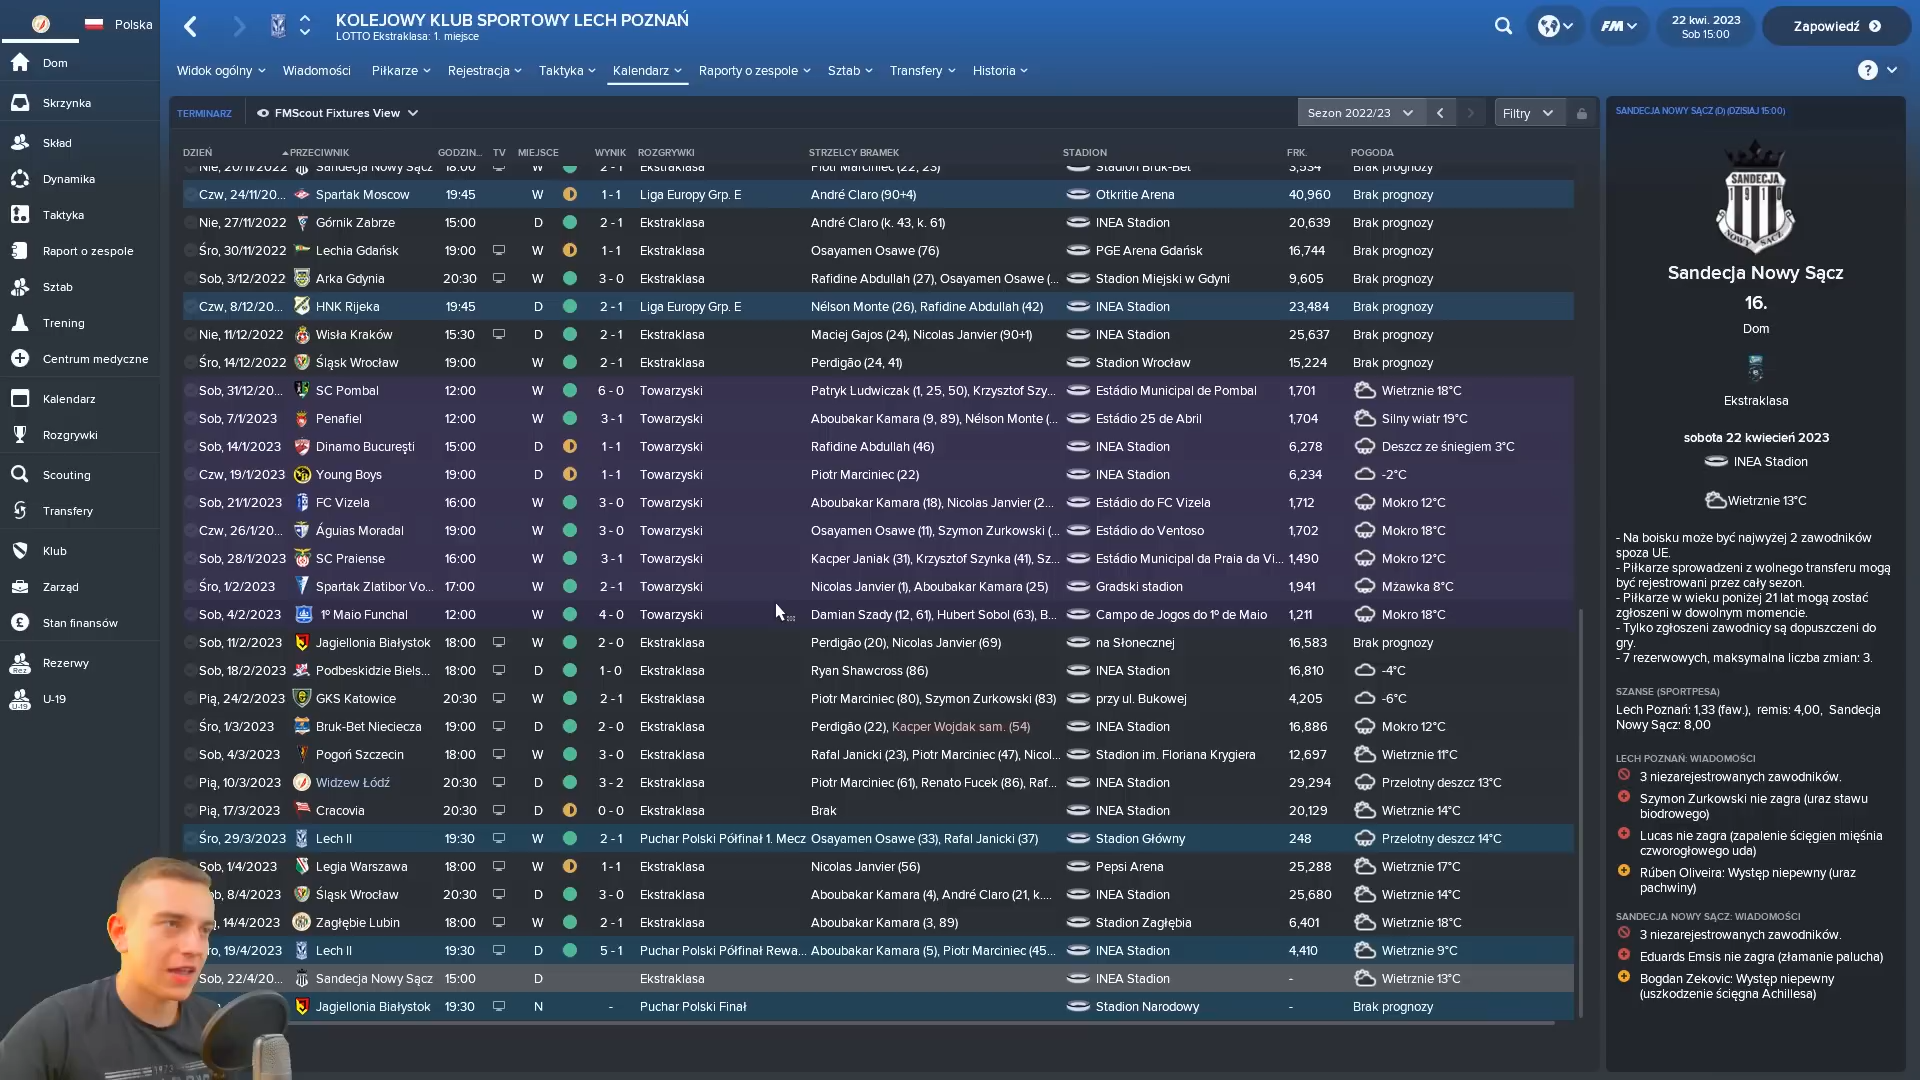 Polska
KOLEJOWY KLUB SPORTOWY LECH POZNAŃ
LOTTO Ekstraklasa: 1. miejsce
FM
22 kwi. 2023
Sob 15:00
Zapowiedź
Widok ogólny Wiadomości Piłkarze Rejestracja Taktyka Kalendarz Raporty o zespole Sztab Transfery Historia
?
Dom
Skrzynka
Skład
Dynamika
Taktyka
Raport o zespole
Sztab
Trening
Centrum medyczne
Kalendarz
Rozgrywki
Scouting
Transfery
Klub
Zarząd
Stan finansów
Rezerwy
U-19
TERMINARZ FMScout Fixtures View Sezon 2022/23 Filtry
DZIEŃ PRZECIWNIK GODZIN... TV MIEJSCE WYNIK ROZGRYWKI STRZELCY BRAMEK STADION FRK. POGODA
Nie, 20/11/2022 Sandecja Nowy Sącz 18:00 W 2 - 1 Ekstraklasa Piotr Marciniec (22, 23) Stadion Bruk-Bet 3,534 Brak prognozy
Czw, 24/11/20... Spartak Moscow 19:45 W 1 - 1 Liga Europy Grp. E André Claro (90+4) Otkritie Arena 40,960 Brak prognozy
Nie, 27/11/2022 Górnik Zabrze 15:00 D 2 - 1 Ekstraklasa André Claro (k. 43, k. 61) INEA Stadion 20,639 Brak prognozy
Śro, 30/11/2022 Lechia Gdańsk 19:00 W 1 - 1 Ekstraklasa Osayamen Osawe (76) PGE Arena Gdańsk 16,744 Brak prognozy
Sob, 3/12/2022 Arka Gdynia 20:30 W 3 - 0 Ekstraklasa Rafidine Abdullah (27), Osayamen Osawe (... Stadion Miejski w Gdyni 9,605 Brak prognozy
Czw, 8/12/20... HNK Rijeka 19:45 D 2 - 1 Liga Europy Grp. E Nélson Monte (26), Rafidine Abdullah (42) INEA Stadion 23,484 Brak prognozy
Nie, 11/12/2022 Wisła Kraków 15:30 D 2 - 1 Ekstraklasa Maciej Gajos (24), Nicolas Janvier (90+1) INEA Stadion 25,637 Brak prognozy
Śro, 14/12/2022 Śląsk Wrocław 19:00 W 2 - 1 Ekstraklasa Perdigão (24, 41) Stadion Wrocław 15,224 Brak prognozy
Sob, 31/12/20... SC Pombal 12:00 W 6 - 0 Towarzyski Patryk Ludwiczak (1, 25, 50), Krzysztof Szy... Estádio Municipal de Pombal 1,701 Wietrznie 18°C
Sob, 7/1/2023 Penafiel 12:00 W 3 - 1 Towarzyski Aboubakar Kamara (9, 89), Nélson Monte (... Estádio 25 de Abril 1,704 Silny wiatr 19°C
Sob, 14/1/2023 Dinamo București 15:00 D 1 - 1 Towarzyski Rafidine Abdullah (46) INEA Stadion 6,278 Deszcz ze śniegiem 3°C
Czw, 19/1/2023 Young Boys 19:00 D 1 - 1 Towarzyski Piotr Marciniec (22) INEA Stadion 6,234 -2°C
Sob, 21/1/2023 FC Vizela 16:00 W 3 - 0 Towarzyski Aboubakar Kamara (18), Nicolas Janvier (2... Estádio do FC Vizela 1,712 Mokro 12°C
Czw, 26/1/20... Águias Moradal 19:00 W 3 - 0 Towarzyski Osayamen Osawe (11), Szymon Zurkowski (... Estádio do Ventoso 1,702 Mokro 18°C
Sob, 28/1/2023 SC Praiense 16:00 W 3 - 1 Towarzyski Kacper Janiak (31), Krzysztof Szynka (41), Sz... Estádio Municipal da Praia da Vi... 1,490 Mokro 12°C
Śro, 1/2/2023 Spartak Zlatibor Vo... 17:00 W 2 - 1 Towarzyski Nicolas Janvier (1), Aboubakar Kamara (25) Gradski stadion 1,941 Mżawka 8°C
Sob, 4/2/2023 1º Maio Funchal 12:00 W 4 - 0 Towarzyski Damian Szady (12, 61), Hubert Sobol (63), B... Campo de Jogos do 1º de Maio 1,211 Mokro 18°C
Sob, 11/2/2023 Jagiellonia Białystok 18:00 W 2 - 0 Ekstraklasa Perdigão (20), Nicolas Janvier (69) na Słonecznej 16,583 Brak prognozy
Sob, 18/2/2023 Podbeskidzie Biels... 18:00 D 1 - 0 Ekstraklasa Ryan Shawcross (86) INEA Stadion 16,810 -4°C
Pią, 24/2/2023 GKS Katowice 20:30 W 2 - 1 Ekstraklasa Piotr Marciniec (80), Szymon Zurkowski (83) przy ul. Bukowej 4,205 -6°C
Śro, 1/3/2023 Bruk-Bet Nieciecza 19:00 D 2 - 0 Ekstraklasa Perdigão (22), Kacper Wojdak sam. (54) INEA Stadion 16,886 Mokro 12°C
Sob, 4/3/2023 Pogoń Szczecin 18:00 W 3 - 0 Ekstraklasa Rafal Janicki (23), Piotr Marciniec (47), Nicol... Stadion im. Floriana Krygiera 12,697 Wietrznie 11°C
Pią, 10/3/2023 Widzew Łódź 20:30 D 3 - 2 Ekstraklasa Piotr Marciniec (61), Renato Fucek (86), Raf... INEA Stadion 29,294 Przelotny deszcz 13°C
Pią, 17/3/2023 Cracovia 20:30 D 0 - 0 Ekstraklasa Brak INEA Stadion 20,129 Wietrznie 14°C
Śro, 29/3/2023 Lech II 19:30 W 2 - 1 Puchar Polski Półfinał 1. Mecz Osayamen Osawe (33), Rafal Janicki (37) Stadion Główny 248 Przelotny deszcz 14°C
Sob, 1/4/2023 Legia Warszawa 18:00 W 1 - 1 Ekstraklasa Nicolas Janvier (56) Pepsi Arena 25,288 Wietrznie 17°C
ob, 8/4/2023 Śląsk Wrocław 20:30 D 3 - 0 Ekstraklasa Aboubakar Kamara (4), André Claro (21, k.... INEA Stadion 25,680 Wietrznie 14°C
ą, 14/4/2023 Zagłębie Lubin 18:00 W 2 - 1 Ekstraklasa Aboubakar Kamara (3, 89) Stadion Zagłębia 6,401 Wietrznie 18°C
ro, 19/4/2023 Lech II 19:30 D 5 - 1 Puchar Polski Półfinał Rewa... Aboubakar Kamara (5), Piotr Marciniec (45... INEA Stadion 4,410 Wietrznie 9°C
Sob, 22/4/20... Sandecja Nowy Sącz 15:00 D Ekstraklasa INEA Stadion - Wietrznie 13°C
Jagiellonia Białystok 19:30 N - Puchar Polski Finał Stadion Narodowy - Brak prognozy
SANDECJA NOWY SĄCZ (D) (DZISIAJ 15:00)
SANDECJA
1910
NOWY SĄCZ
Sandecja Nowy Sącz
16.
Dom
Ekstraklasa
sobota 22 kwiecień 2023
INEA Stadion
Wietrznie 13°C
- Na boisku może być najwyżej 2 zawodników
spoza UE.
- Piłkarze sprowadzeni z wolnego transferu mogą
być rejestrowani przez cały sezon.
- Piłkarze w wieku poniżej 21 lat mogą zostać
zgłoszeni w dowolnym momencie.
- Tylko zgłoszeni zawodnicy są dopuszczeni do
gry.
- 7 rezerwowych, maksymalna liczba zmian: 3.
SZANSE (SPORTPESA)
Lech Poznań: 1,33 (faw.), remis: 4,00, Sandecja
Nowy Sącz: 8,00
LECH POZNAŃ: WIADOMOŚCI
3 niezarejestrowanych zawodników.
Szymon Zurkowski nie zagra (uraz stawu
biodrowego)
Lucas nie zagra (zapalenie ścięgien mięśnia
czworogłowego uda)
Rúben Oliveira: Występ niepewny (uraz
pachwiny)
SANDECJA NOWY SĄCZ: WIADOMOŚCI
3 niezarejestrowanych zawodników.
Eduards Emsis nie zagra (złamanie palucha)
Bogdan Zekovic: Występ niepewny
(uszkodzenie ścięgna Achillesa)